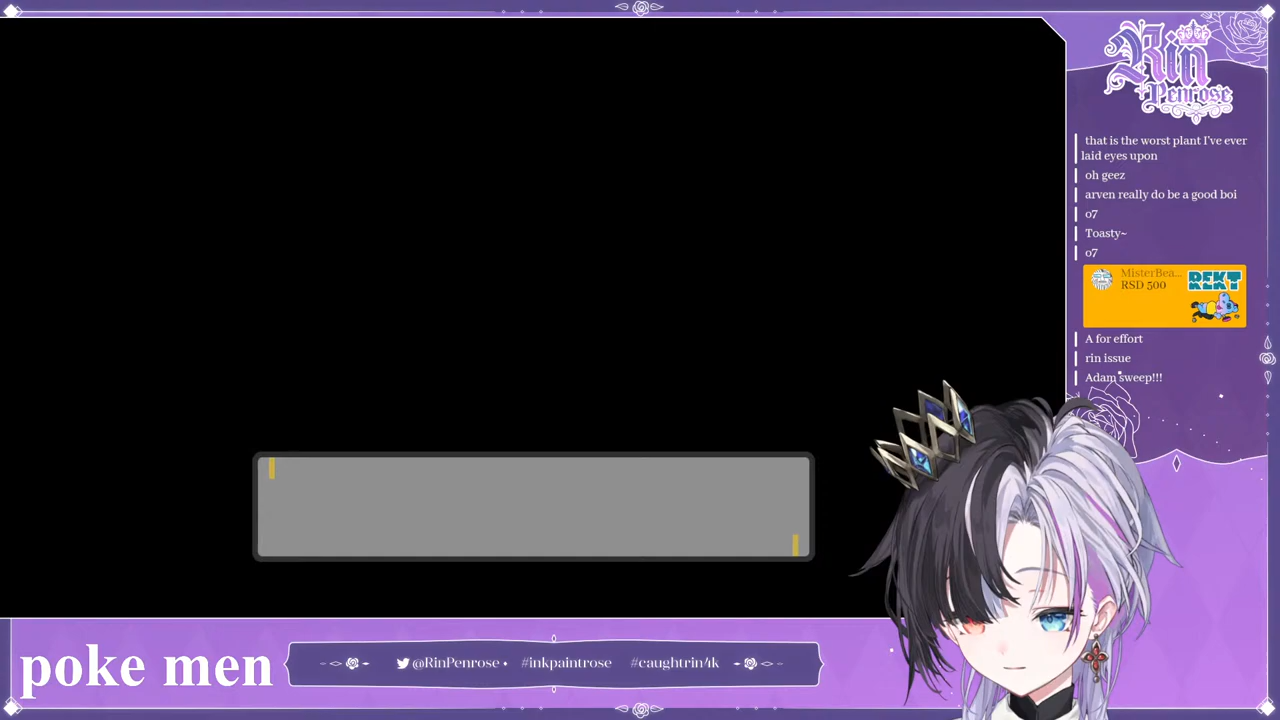 Rin
Penrose
that is the worst plant I've ever
laid eyes upon
oh geez
arven really do be a good boi
o7
Toasty~
o7
MisterBea...
RSD 500
REKT
A for effort
rin issue
Adam sweep!!!
poke men
@RinPenrose • #inkpaintrose #caughtrin4k